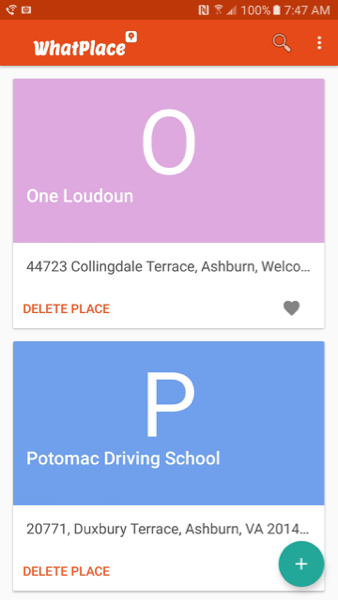 100% 7:47 AM
WhatPlace
O
One Loudoun
44723 Collingdale Terrace, Ashburn, Welco...
DELETE PLACE
P
Potomac Driving School
20771, Duxbury Terrace, Ashburn, VA 2014...
DELETE PLACE
+